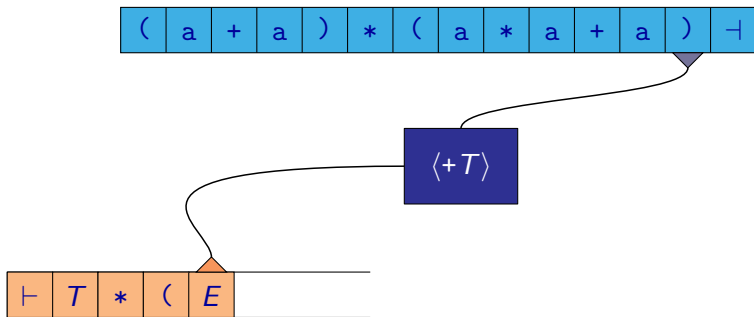 ( a + a ) * ( a * a + a ) ⊣
⟨+T⟩
⊢ T * ( E